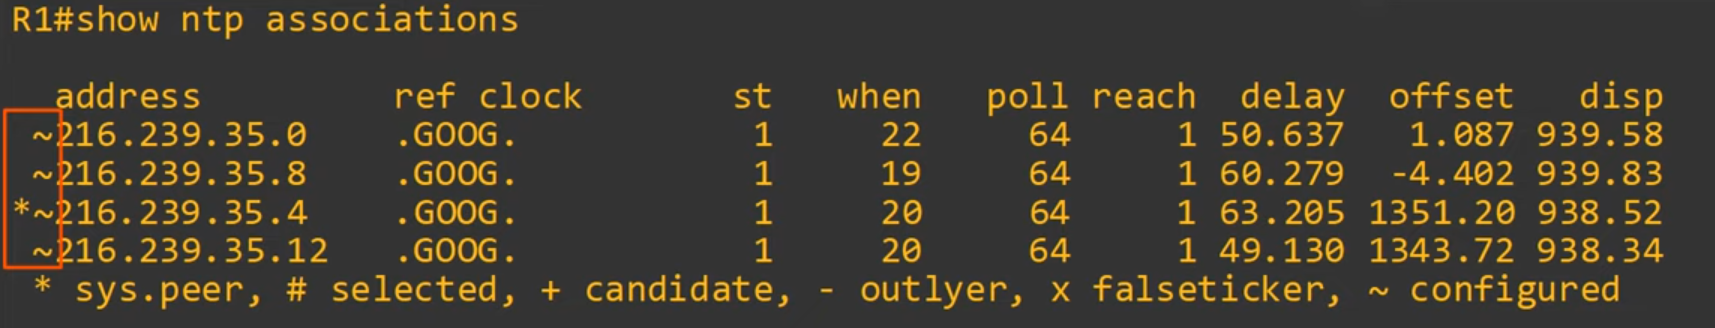 R1#show ntp associations
address ref clock st when poll reach delay offset disp
~216.239.35.0 .GOOG. 1 22 64 1 50.637 1.087 939.58
~216.239.35.8 .GOOG. 1 19 64 1 60.279 -4.402 939.83
*~216.239.35.4 .GOOG. 1 20 64 1 63.205 1351.20 938.52
~216.239.35.12 .GOOG. 1 20 64 1 49.130 1343.72 938.34
* sys.peer, # selected, + candidate, - outlyer, x falseticker, ~ configured